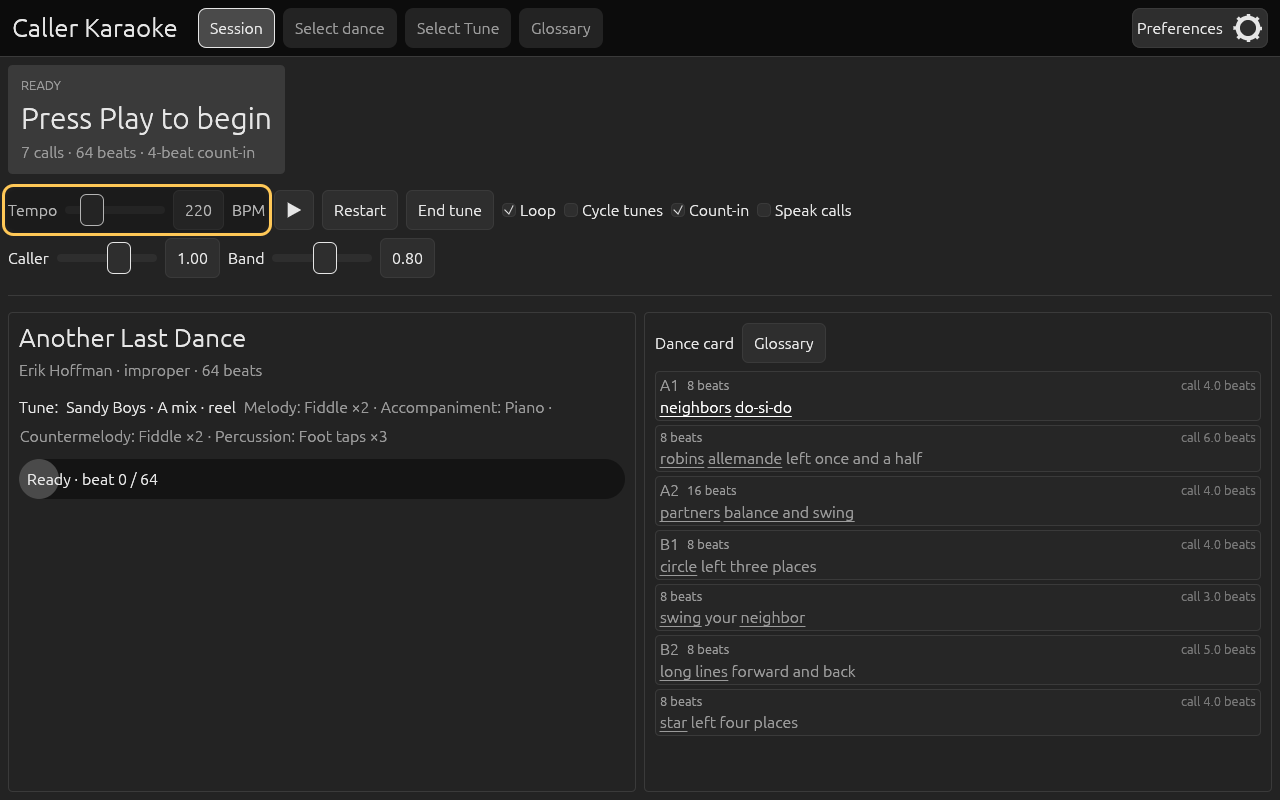 Caller Karaoke Session Select dance Select Tune Glossary Preferences
READY
Press Play to begin
7 calls · 64 beats · 4-beat count-in
Tempo 220 BPM Restart End tune Loop Cycle tunes Count-in Speak calls
Caller 1.00 Band 0.80
Another Last Dance
Erik Hoffman · improper · 64 beats
Tune: Sandy Boys · A mix · reel Melody: Fiddle ×2 · Accompaniment: Piano ·
Countermelody: Fiddle ×2 · Percussion: Foot taps ×3
Ready · beat 0 / 64
Dance card Glossary
A1 8 beats call 4.0 beats
neighbors do-si-do
8 beats call 6.0 beats
robins allemande left once and a half
A2 16 beats call 4.0 beats
partners balance and swing
B1 8 beats call 4.0 beats
circle left three places
8 beats call 3.0 beats
swing your neighbor
B2 8 beats call 5.0 beats
long lines forward and back
8 beats call 4.0 beats
star left four places